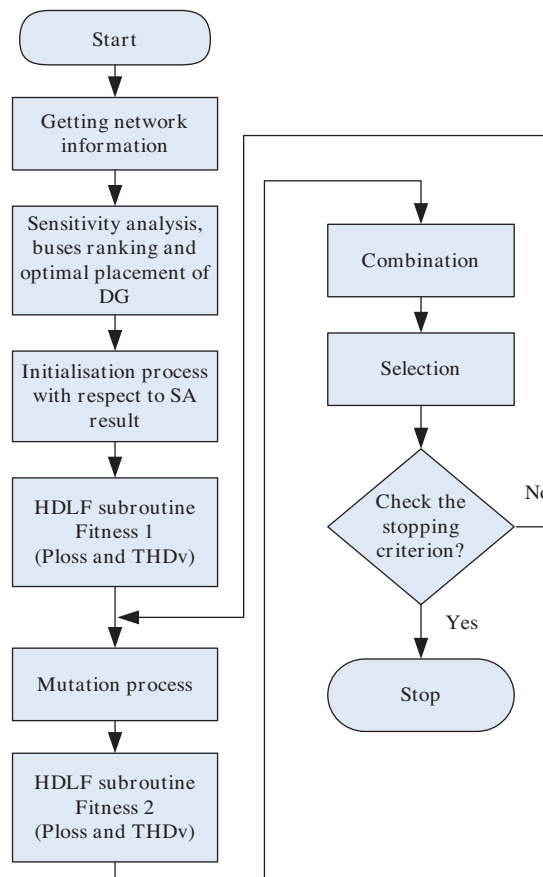 Start
Getting network
information
Sensitivity analysis,
buses ranking and
optimal placement of
DG
Initialisation process
with respect to SA
result
HDLF subroutine
Fitness 1
(Ploss and THDv)
Mutation process
HDLF subroutine
Fitness 2
(Ploss and THDv)
Combination
Selection
Check the
stopping
criterion?
No
Yes
Stop